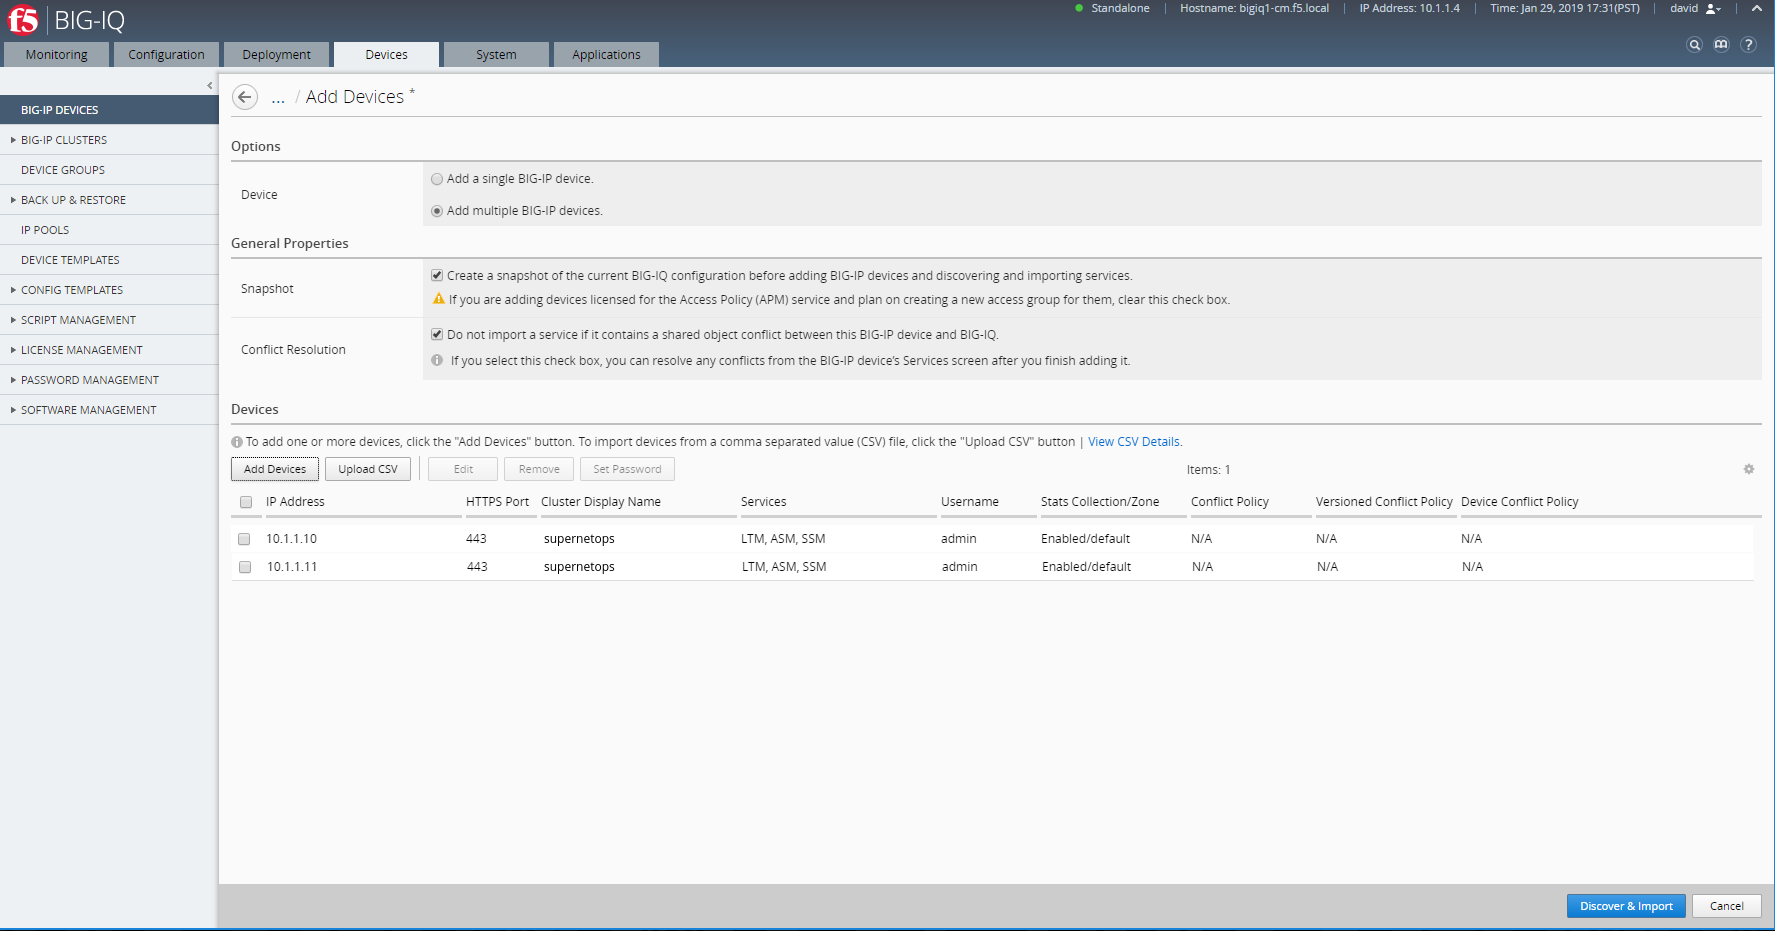 f5 BIG-IQ
Standalone | Hostname: bigiq1-cm.f5.local | IP Address: 10.1.1.4 | Time: Jan 29, 2019 17:31(PST) | david
Monitoring Configuration Deployment Devices System Applications
?
BIG-IP DEVICES
BIG-IP CLUSTERS
DEVICE GROUPS
BACK UP & RESTORE
IP POOLS
DEVICE TEMPLATES
CONFIG TEMPLATES
SCRIPT MANAGEMENT
LICENSE MANAGEMENT
PASSWORD MANAGEMENT
SOFTWARE MANAGEMENT
... / Add Devices *
Options
Device
Add a single BIG-IP device.
Add multiple BIG-IP devices.
General Properties
Snapshot
Create a snapshot of the current BIG-IQ configuration before adding BIG-IP devices and discovering and importing services.
If you are adding devices licensed for the Access Policy (APM) service and plan on creating a new access group for them, clear this check box.
Conflict Resolution
Do not import a service if it contains a shared object conflict between this BIG-IP device and BIG-IQ.
If you select this check box, you can resolve any conflicts from the BIG-IP device's Services screen after you finish adding it.
Devices
To add one or more devices, click the "Add Devices" button. To import devices from a comma separated value (CSV) file, click the "Upload CSV" button | View CSV Details.
Add Devices Upload CSV Edit Remove Set Password Items: 1
IP Address HTTPS Port Cluster Display Name Services Username Stats Collection/Zone Conflict Policy Versioned Conflict Policy Device Conflict Policy
10.1.1.10 443 supernetops LTM, ASM, SSM admin Enabled/default N/A N/A N/A
10.1.1.11 443 supernetops LTM, ASM, SSM admin Enabled/default N/A N/A N/A
Discover & Import Cancel